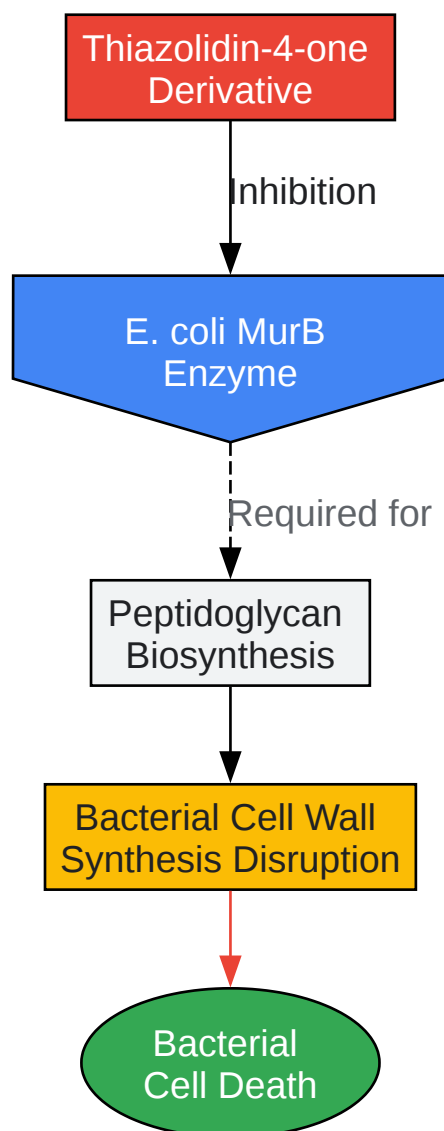 Thiazolidin-4-one
Derivative
Inhibition
E. coli MurB
Enzyme
Required for
Peptidoglycan
Biosynthesis
Bacterial Cell Wall
Synthesis Disruption
Bacterial
Cell Death